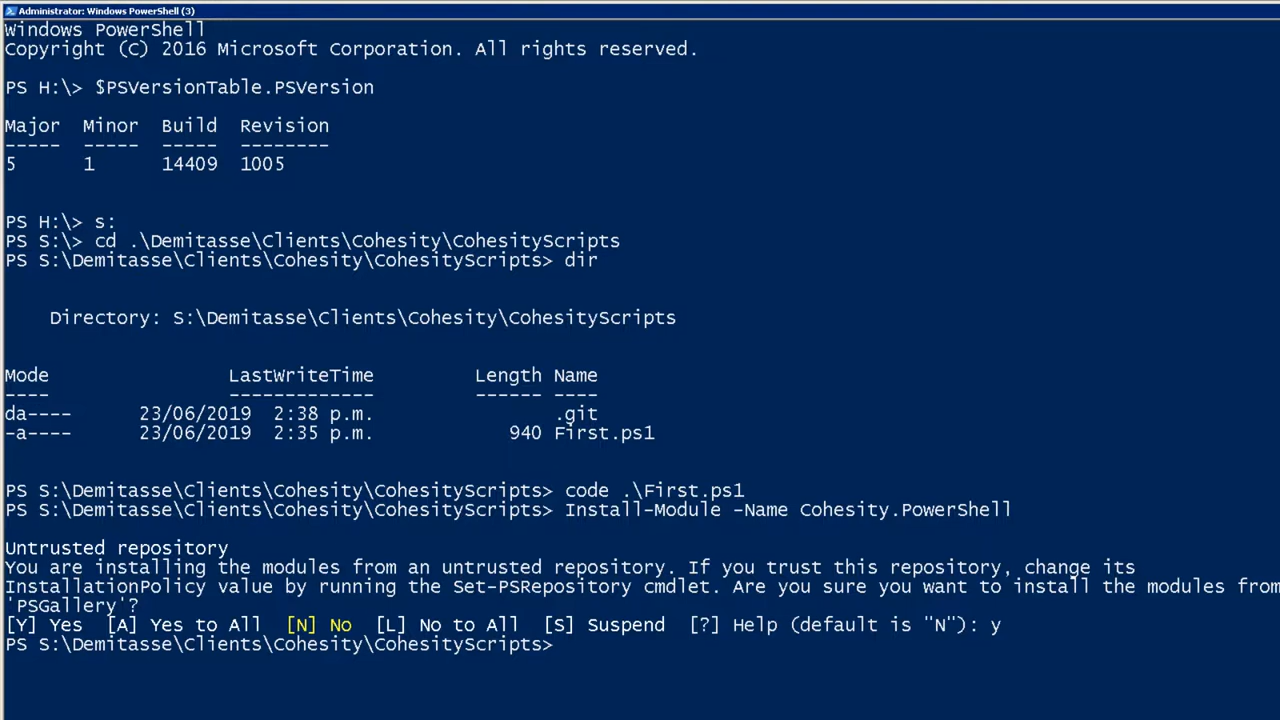 Administrator: Windows PowerShell (3)
Windows PowerShell
Copyright (C) 2016 Microsoft Corporation. All rights reserved.
PS H:\> $PSVersionTable.PSVersion
Major  Minor  Build  Revision
-----  -----  -----  --------
5      1      14409  1005
PS H:\> s:
PS S:\> cd .\Demitasse\Clients\Cohesity\CohesityScripts
PS S:\Demitasse\Clients\Cohesity\CohesityScripts> dir
    Directory: S:\Demitasse\Clients\Cohesity\CohesityScripts
Mode                LastWriteTime         Length Name
----                -------------         ------ ----
da----      23/06/2019  2:38 p.m.                .git
-a----      23/06/2019  2:35 p.m.            940 First.ps1
PS S:\Demitasse\Clients\Cohesity\CohesityScripts> code .\First.ps1
PS S:\Demitasse\Clients\Cohesity\CohesityScripts> Install-Module -Name Cohesity.PowerShell
Untrusted repository
You are installing the modules from an untrusted repository. If you trust this repository, change its
InstallationPolicy value by running the Set-PSRepository cmdlet. Are you sure you want to install the modules from
'PSGallery'?
[Y] Yes  [A] Yes to All  [N] No  [L] No to All  [S] Suspend  [?] Help (default is "N"): y
PS S:\Demitasse\Clients\Cohesity\CohesityScripts>